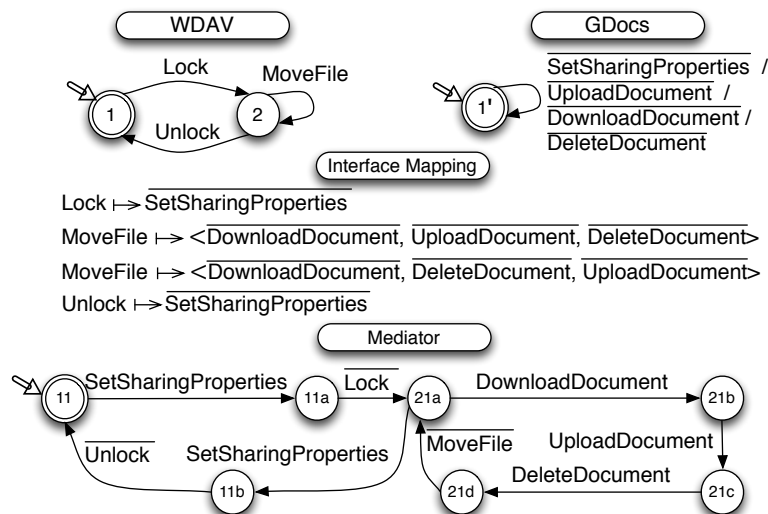 WDAV
GDocs
Lock
MoveFile
1
2
Unlock
1'
SetSharingProperties /
UploadDocument /
DownloadDocument /
DeleteDocument
Interface Mapping
Lock ↦ SetSharingProperties
MoveFile ↦ <DownloadDocument, UploadDocument, DeleteDocument>
MoveFile ↦ <DownloadDocument, DeleteDocument, UploadDocument>
Unlock ↦ SetSharingProperties
Mediator
SetSharingProperties
Lock
DownloadDocument
11
11a
21a
21b
Unlock
SetSharingProperties
MoveFile
UploadDocument
DeleteDocument
11b
21d
21c